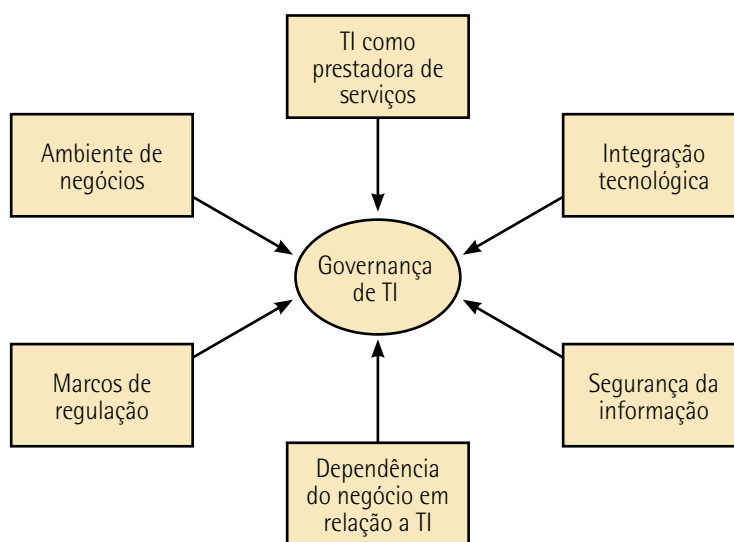 TI como
prestadora de
serviços
Ambiente de
negócios
Integração
tecnológica
Governança
de TI
Marcos de
regulação
Segurança da
informação
Dependência
do negócio em
relação a TI